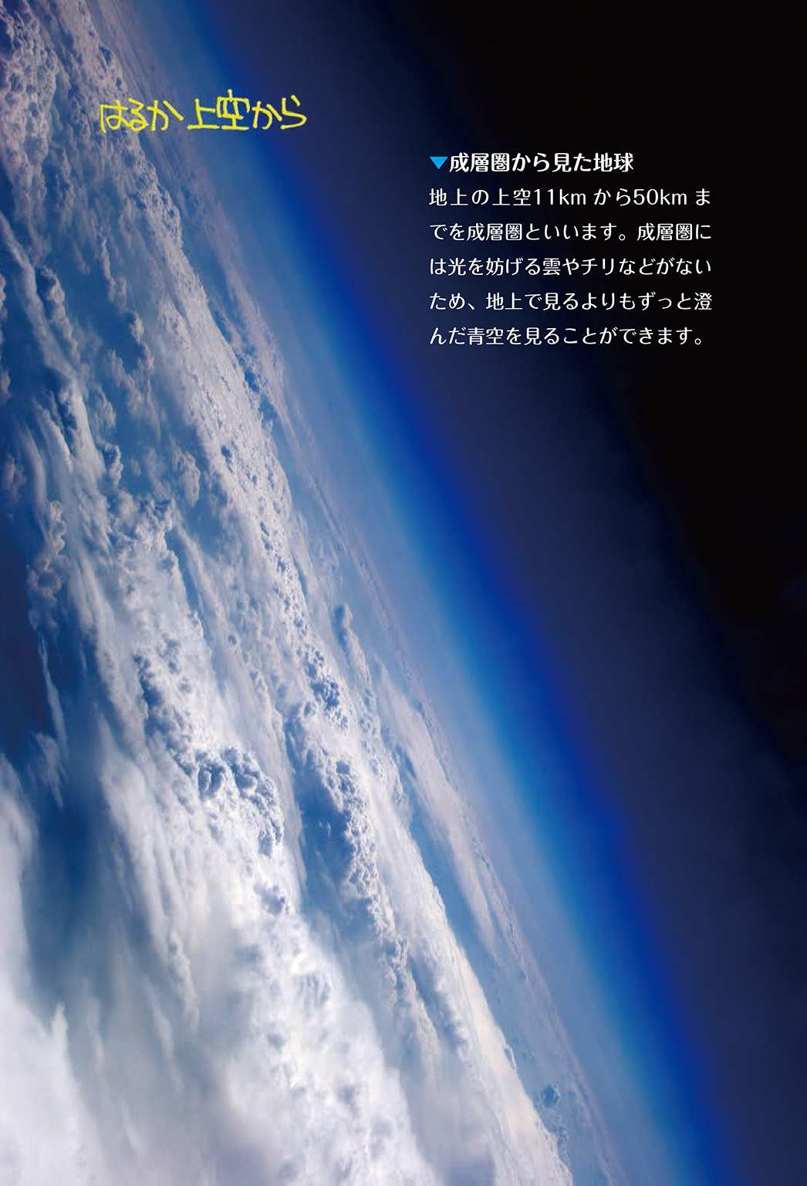 はるか上空から
▼成層圏から見た地球
地上の上空11kmから50kmま
でを成層圏といいます。成層圏に
は光を妨げる雲やチリなどがない
ため、地上で見るよりもずっと澄
んだ青空を見ることができます。